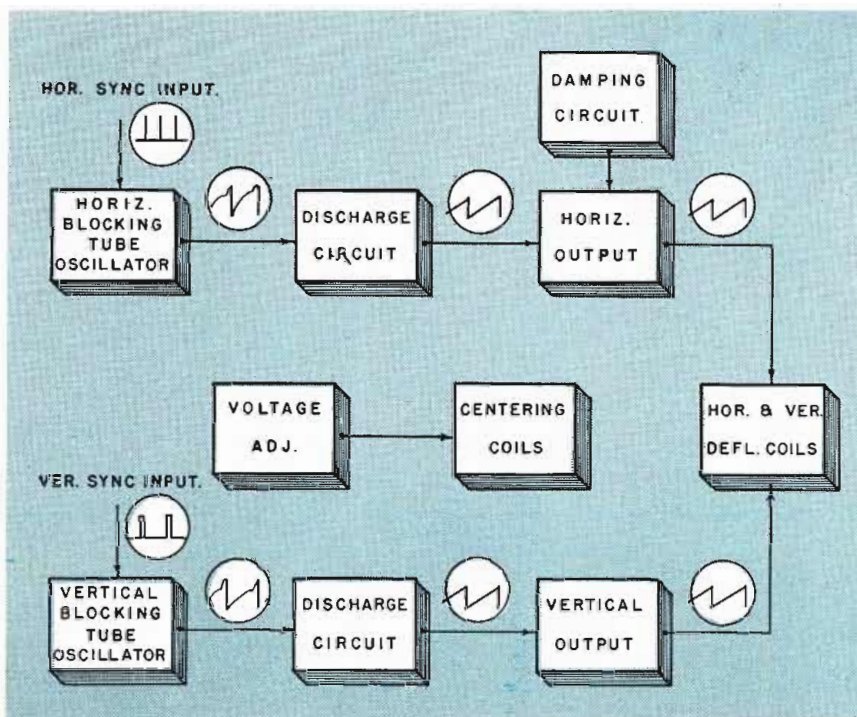 HOR. SYNC INPUT.
DAMPING
CIRCUIT.
HORIZ.
BLOCKING
TUBE
OSCILLATOR
DISCHARGE
CIRCUIT
HORIZ.
OUTPUT
VOLTAGE
ADJ.
CENTERING
COILS
HOR. & VER.
DEFL. COILS
VER. SYNC INPUT.
VERTICAL
BLOCKING
TUBE
OSCILLATOR
DISCHARGE
CIRCUIT
VERTICAL
OUTPUT